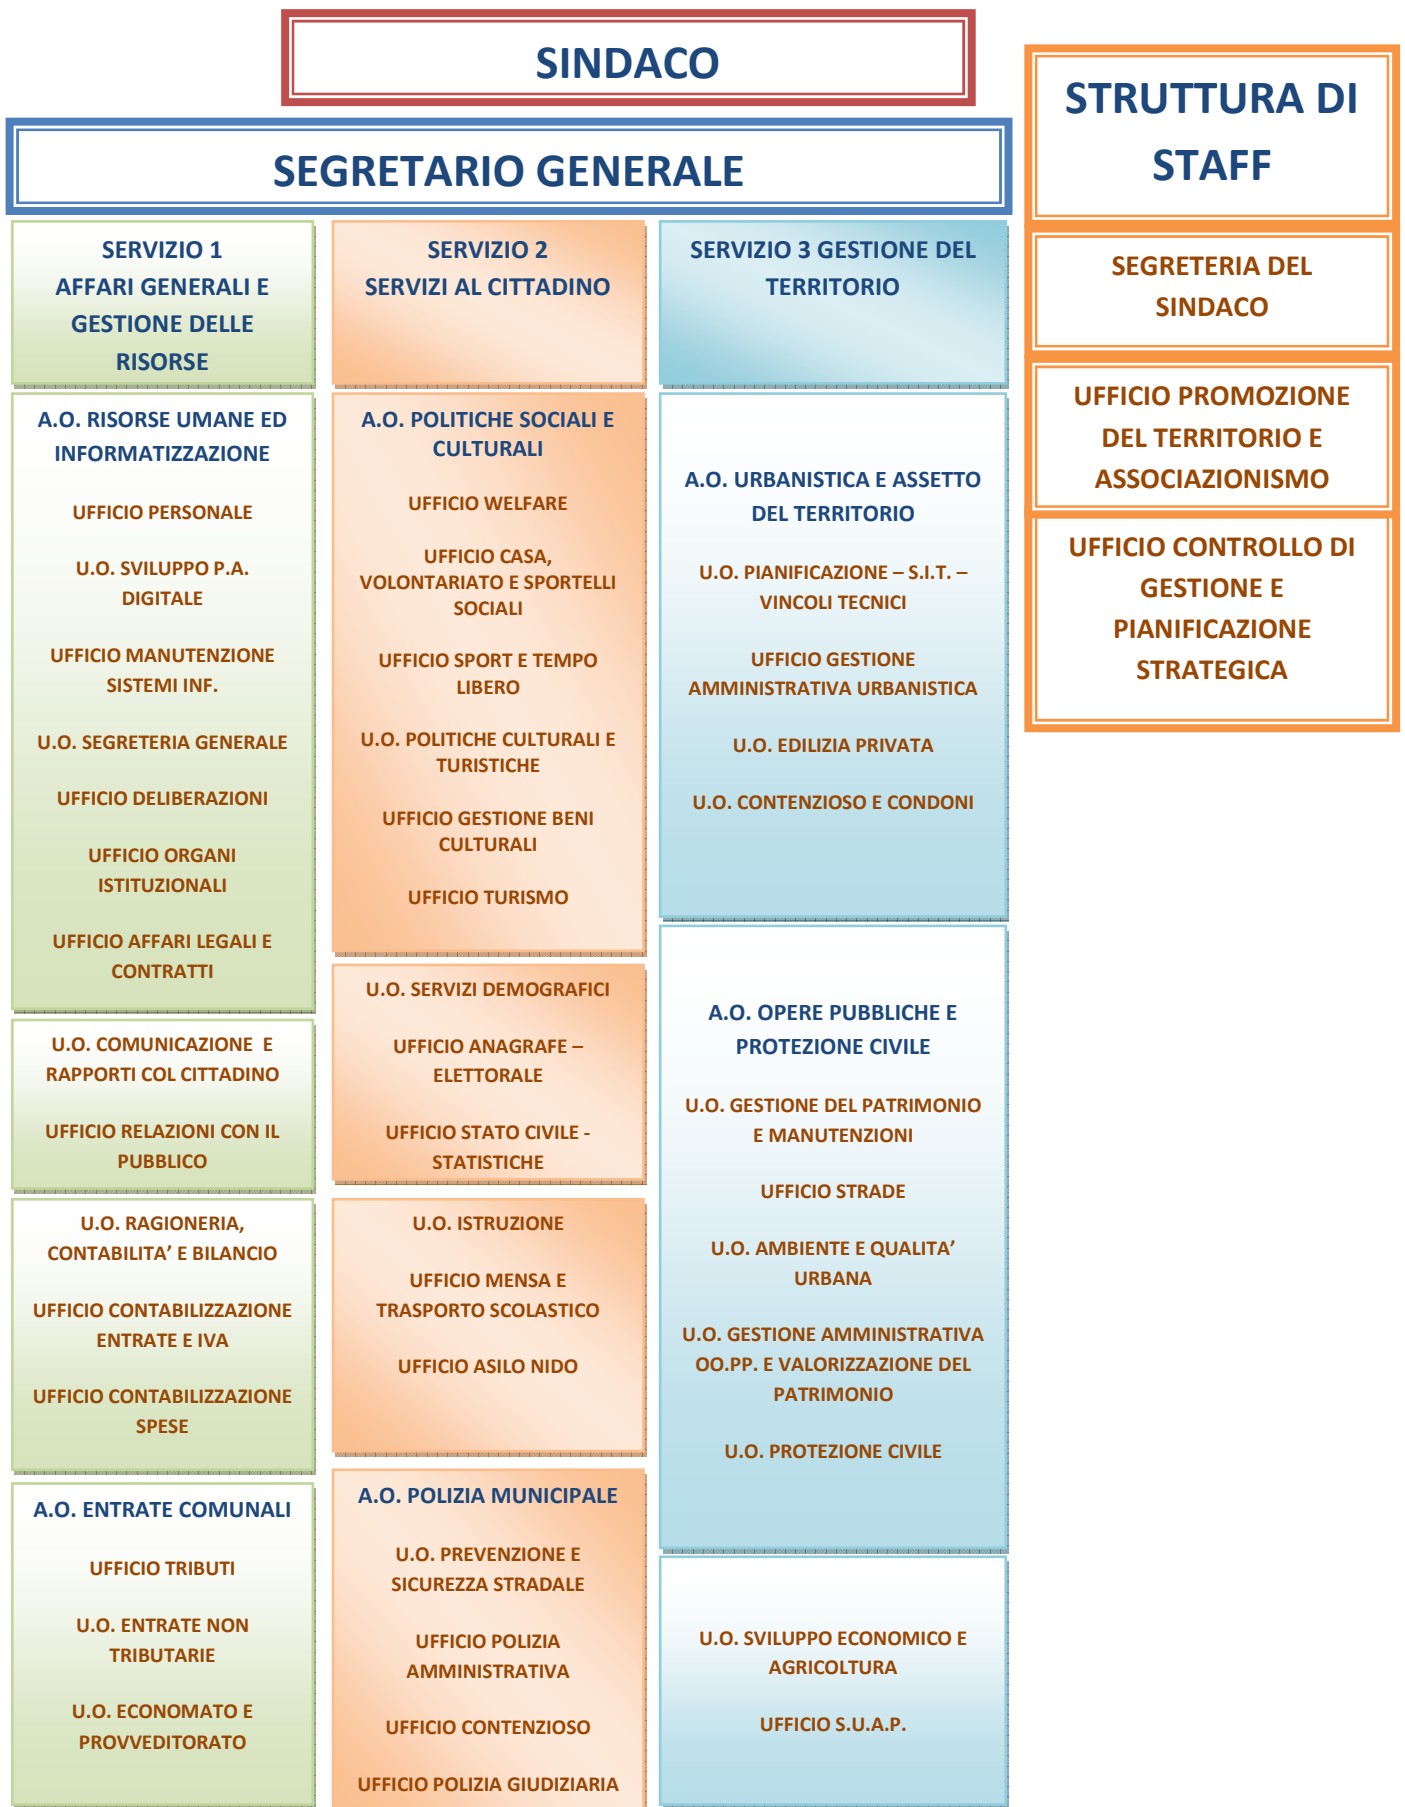 SINDACO
SEGRETARIO GENERALE
STRUTTURA DI
STAFF
SEGRETERIA DEL
SINDACO
UFFICIO PROMOZIONE
DEL TERRITORIO E
ASSOCIAZIONISMO
UFFICIO CONTROLLO DI
GESTIONE E
PIANIFICAZIONE
STRATEGICA
SERVIZIO 1
AFFARI GENERALI E
GESTIONE DELLE
RISORSE
A.O. RISORSE UMANE ED
INFORMATIZZAZIONE
UFFICIO PERSONALE
U.O. SVILUPPO P.A.
DIGITALE
UFFICIO MANUTENZIONE
SISTEMI INF.
U.O. SEGRETERIA GENERALE
UFFICIO DELIBERAZIONI
UFFICIO ORGANI
ISTITUZIONALI
UFFICIO AFFARI LEGALI E
CONTRATTI
U.O. COMUNICAZIONE  E
RAPPORTI COL CITTADINO
UFFICIO RELAZIONI CON IL
PUBBLICO
U.O. RAGIONERIA,
CONTABILITA’ E BILANCIO
UFFICIO CONTABILIZZAZIONE
ENTRATE E IVA
UFFICIO CONTABILIZZAZIONE
SPESE
A.O. ENTRATE COMUNALI
UFFICIO TRIBUTI
U.O. ENTRATE NON
TRIBUTARIE
U.O. ECONOMATO E
PROVVEDITORATO
SERVIZIO 2
SERVIZI AL CITTADINO
A.O. POLITICHE SOCIALI E
CULTURALI
UFFICIO WELFARE
UFFICIO CASA,
VOLONTARIATO E SPORTELLI
SOCIALI
UFFICIO SPORT E TEMPO
LIBERO
U.O. POLITICHE CULTURALI E
TURISTICHE
UFFICIO GESTIONE BENI
CULTURALI
UFFICIO TURISMO
U.O. SERVIZI DEMOGRAFICI
UFFICIO ANAGRAFE –
ELETTORALE
UFFICIO STATO CIVILE -
STATISTICHE
U.O. ISTRUZIONE
UFFICIO MENSA E
TRASPORTO SCOLASTICO
UFFICIO ASILO NIDO
A.O. POLIZIA MUNICIPALE
U.O. PREVENZIONE E
SICUREZZA STRADALE
UFFICIO POLIZIA
AMMINISTRATIVA
UFFICIO CONTENZIOSO
UFFICIO POLIZIA GIUDIZIARIA
SERVIZIO 3 GESTIONE DEL
TERRITORIO
A.O. URBANISTICA E ASSETTO
DEL TERRITORIO
U.O. PIANIFICAZIONE – S.I.T. –
VINCOLI TECNICI
UFFICIO GESTIONE
AMMINISTRATIVA URBANISTICA
U.O. EDILIZIA PRIVATA
U.O. CONTENZIOSO E CONDONI
A.O. OPERE PUBBLICHE E
PROTEZIONE CIVILE
U.O. GESTIONE DEL PATRIMONIO
E MANUTENZIONI
UFFICIO STRADE
U.O. AMBIENTE E QUALITA’
URBANA
U.O. GESTIONE AMMINISTRATIVA
OO.PP. E VALORIZZAZIONE DEL
PATRIMONIO
U.O. PROTEZIONE CIVILE
U.O. SVILUPPO ECONOMICO E
AGRICOLTURA
UFFICIO S.U.A.P.